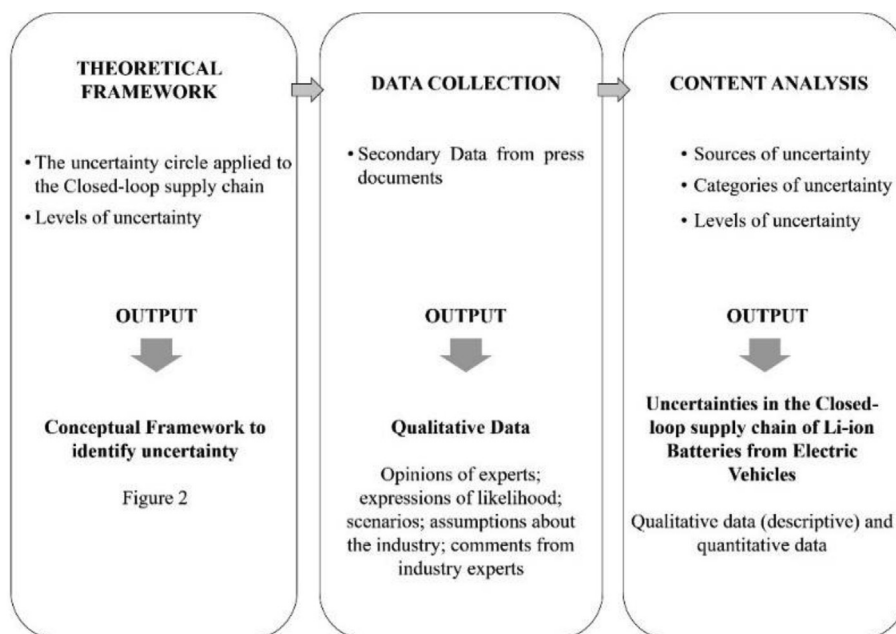 THEORETICAL
FRAMEWORK
• The uncertainty circle applied to
the Closed-loop supply chain
• Levels of uncertainty
OUTPUT
Conceptual Framework to
identify uncertainty
Figure 2
DATA COLLECTION
• Secondary Data from press
documents
OUTPUT
Qualitative Data
Opinions of experts;
expressions of likelihood;
scenarios; assumptions about
the industry; comments from
industry experts
CONTENT ANALYSIS
• Sources of uncertainty
• Categories of uncertainty
• Levels of uncertainty
OUTPUT
Uncertainties in the Closed-
loop supply chain of Li-ion
Batteries from Electric
Vehicles
Qualitative data (descriptive) and
quantitative data